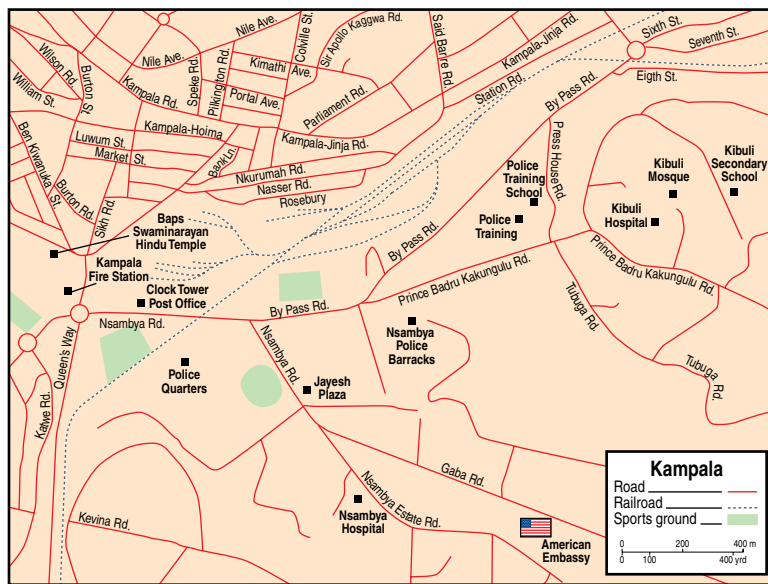 Nile Ave.
Colville St.
Sir Apollo Kaggwa Rd.
Said Barre Rd.
Kampala-Jinja Rd.
Sixth St.
Seventh St.
Eigth St.
Wilson Rd.
William St.
Burton St.
Nile Ave.
Speke Rd.
Pilkington Rd.
Kimathi Ave.
Portal Ave.
Parliament Rd.
Station Rd.
By Pass Rd.
Kampala Rd.
Kampala-Hoima
Kampala-Jinja Rd.
Luwum St.
Market St.
Bank Ln.
Nkurumah Rd.
Nasser Rd.
Rosebury
Ben Kiwanuka St.
Burton Rd.
Sikh Rd.
Press House Rd.
Police
Training
School
Police
Training
Kibuli
Mosque
Kibuli
Secondary
School
Kibuli
Hospital
Baps
Swaminarayan
Hindu Temple
Kampala
Fire Station
Clock Tower
Post Office
By Pass Rd.
By Pass Rd.
Prince Badru Kakungulu Rd.
Prince Badru Kakungulu Rd.
Tubuga Rd.
Tubuga Rd.
Nsambya Rd.
Nsambya Rd.
Queen's Way
Katwe Rd.
Police
Quarters
Jayesh
Plaza
Nsambya
Police
Barracks
Gaba Rd.
Nsambya Estate Rd.
Nsambya
Hospital
Kevina Rd.
American
Embassy
Kampala
Road
Railroad
Sports ground
0 200 400 m
0 100 400 yrd